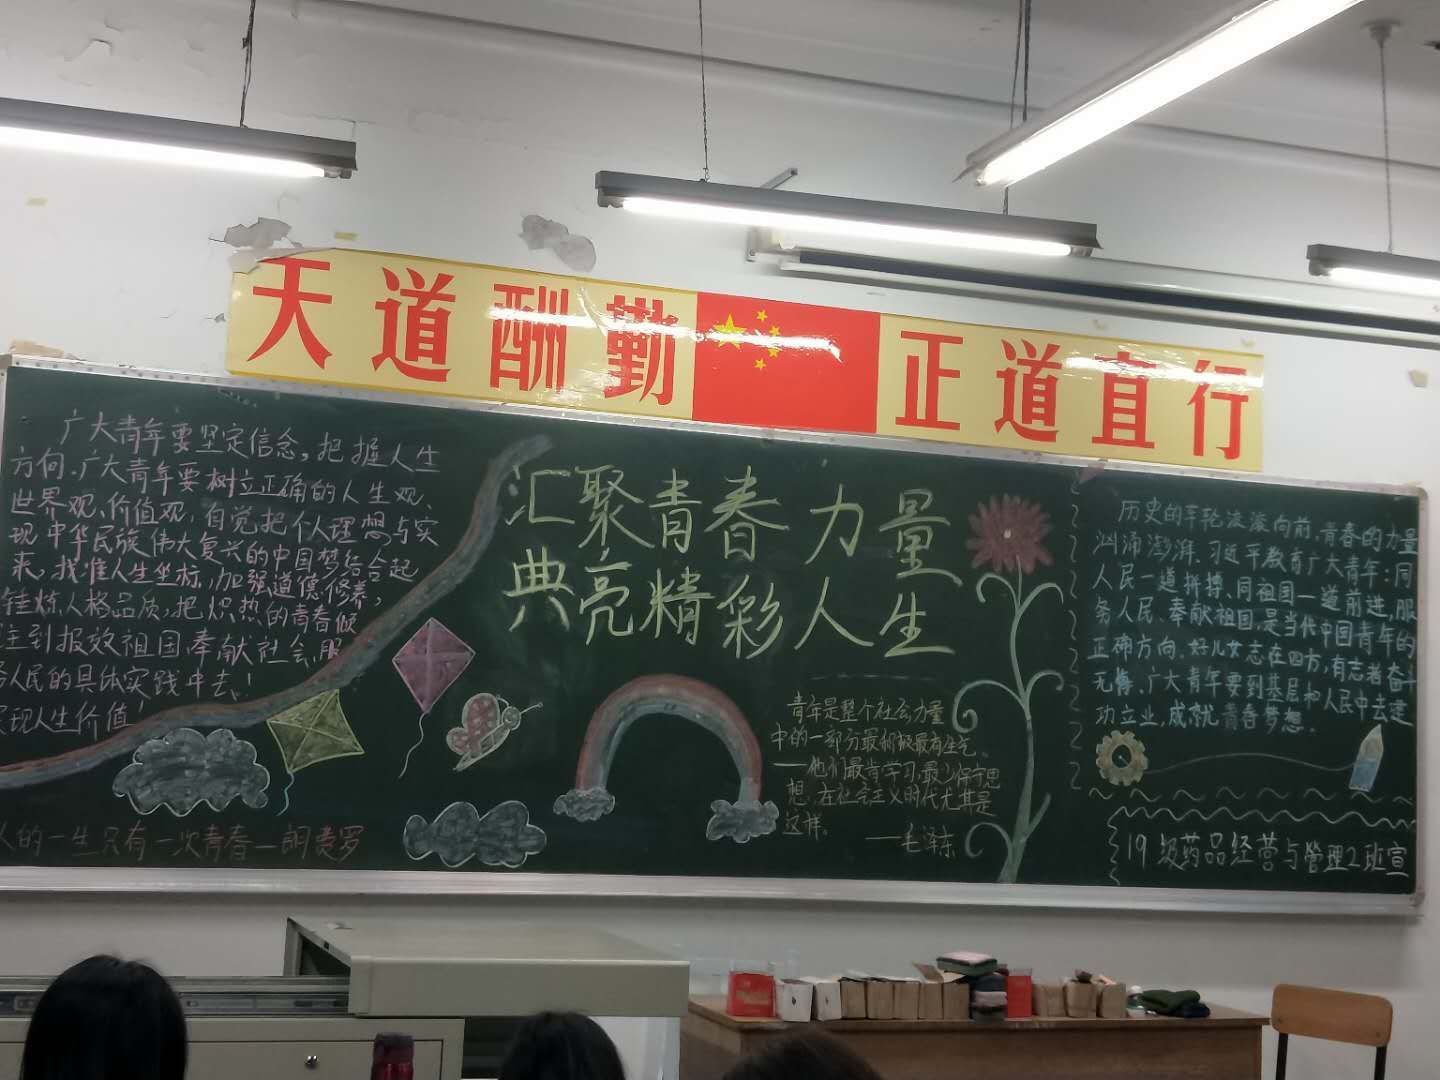 天道酬勤 正道直行
广大青年要坚定信念,把握人生
方向.广大青年要树立正确的人生观、
世界观、价值观,自觉把个人理想与实
现中华民族伟大复兴的中国梦结合起
来,找准人生坐标,加强道德修养,
锤炼人格品质,把炽热的青春倾
注到报效祖国奉献社会,服
务人民的具体实践中去!
实现人生价值!
人的一生只有一次青春—朗费罗
汇聚青春力量
典亮精彩人生
青年是整个社会力量
中的一部分最积极最有生气.
——他们最肯学习,最少保守思
想,在社会主义时代尤其是
这样.
——毛泽东
历史的车轮滚滚向前,青春的力量
汹涌澎湃.习近平教育广大青年:同
人民一道拼搏、同祖国一道前进,服
务人民、奉献祖国,是当代中国青年的
正确方向.好儿女志在四方,有志者奋斗
无悔.广大青年要到基层和人民中去建
功立业,成就青春梦想.
19级药品经营与管理2班宣